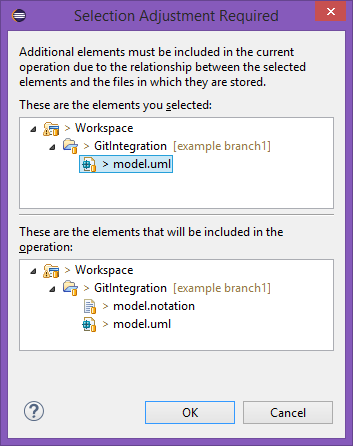 Selection Adjustment Required
Additional elements must be included in the current
operation due to the relationship between the selected
elements and the files in which they are stored.
These are the elements you selected:
> Workspace
> GitIntegration [example branch1]
> model.uml
These are the elements that will be included in the
operation:
> Workspace
> GitIntegration [example branch1]
> model.notation
> model.uml
?
OK Cancel